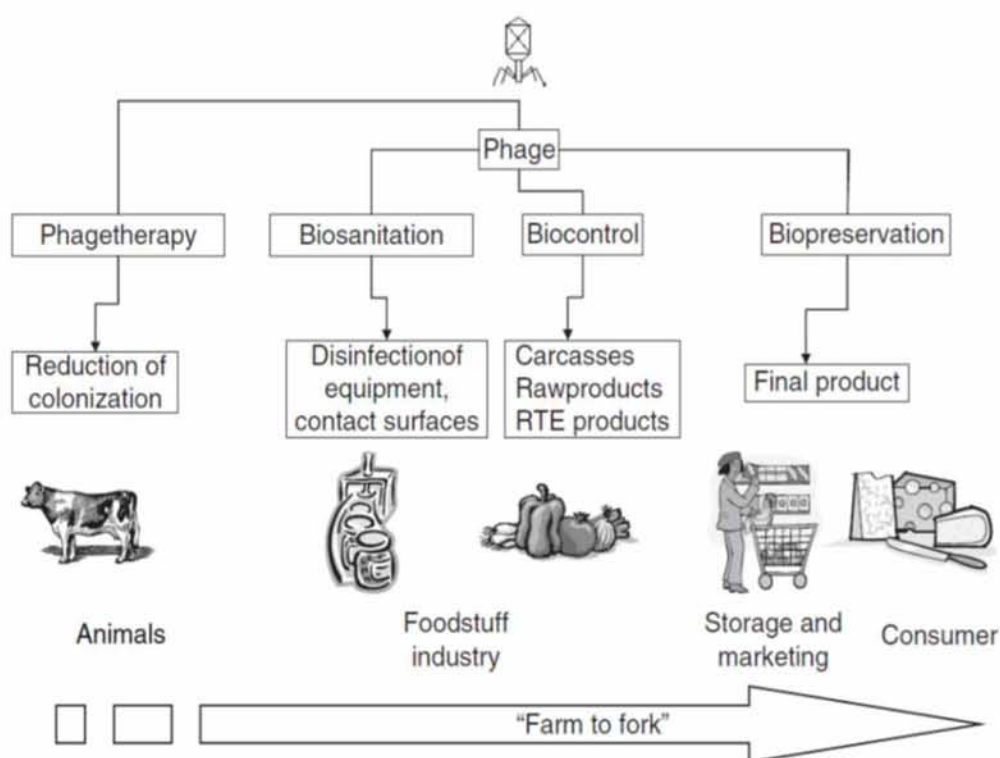 Phage
Phagetherapy
Biosanitation
Biocontrol
Biopreservation
Reduction of
colonization
Disinfectionof
equipment,
contact surfaces
Carcasses
Rawproducts
RTE products
Final product
Animals
Foodstuff
industry
Storage and
marketing
Consumer
“Farm to fork”